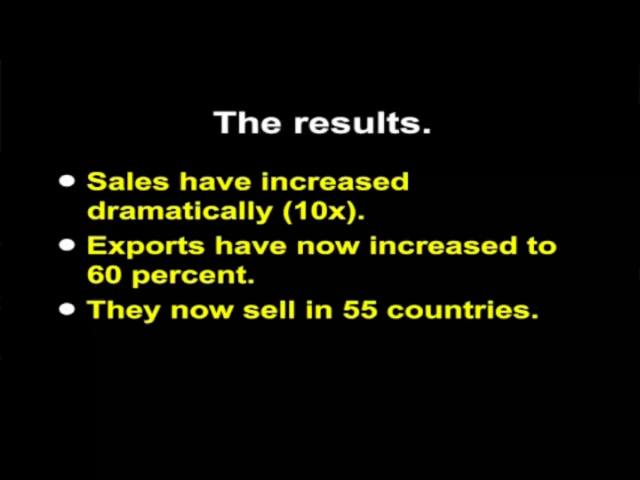 The results.
• Sales have increased
dramatically (10x).
• Exports have now increased to
60 percent.
• They now sell in 55 countries.